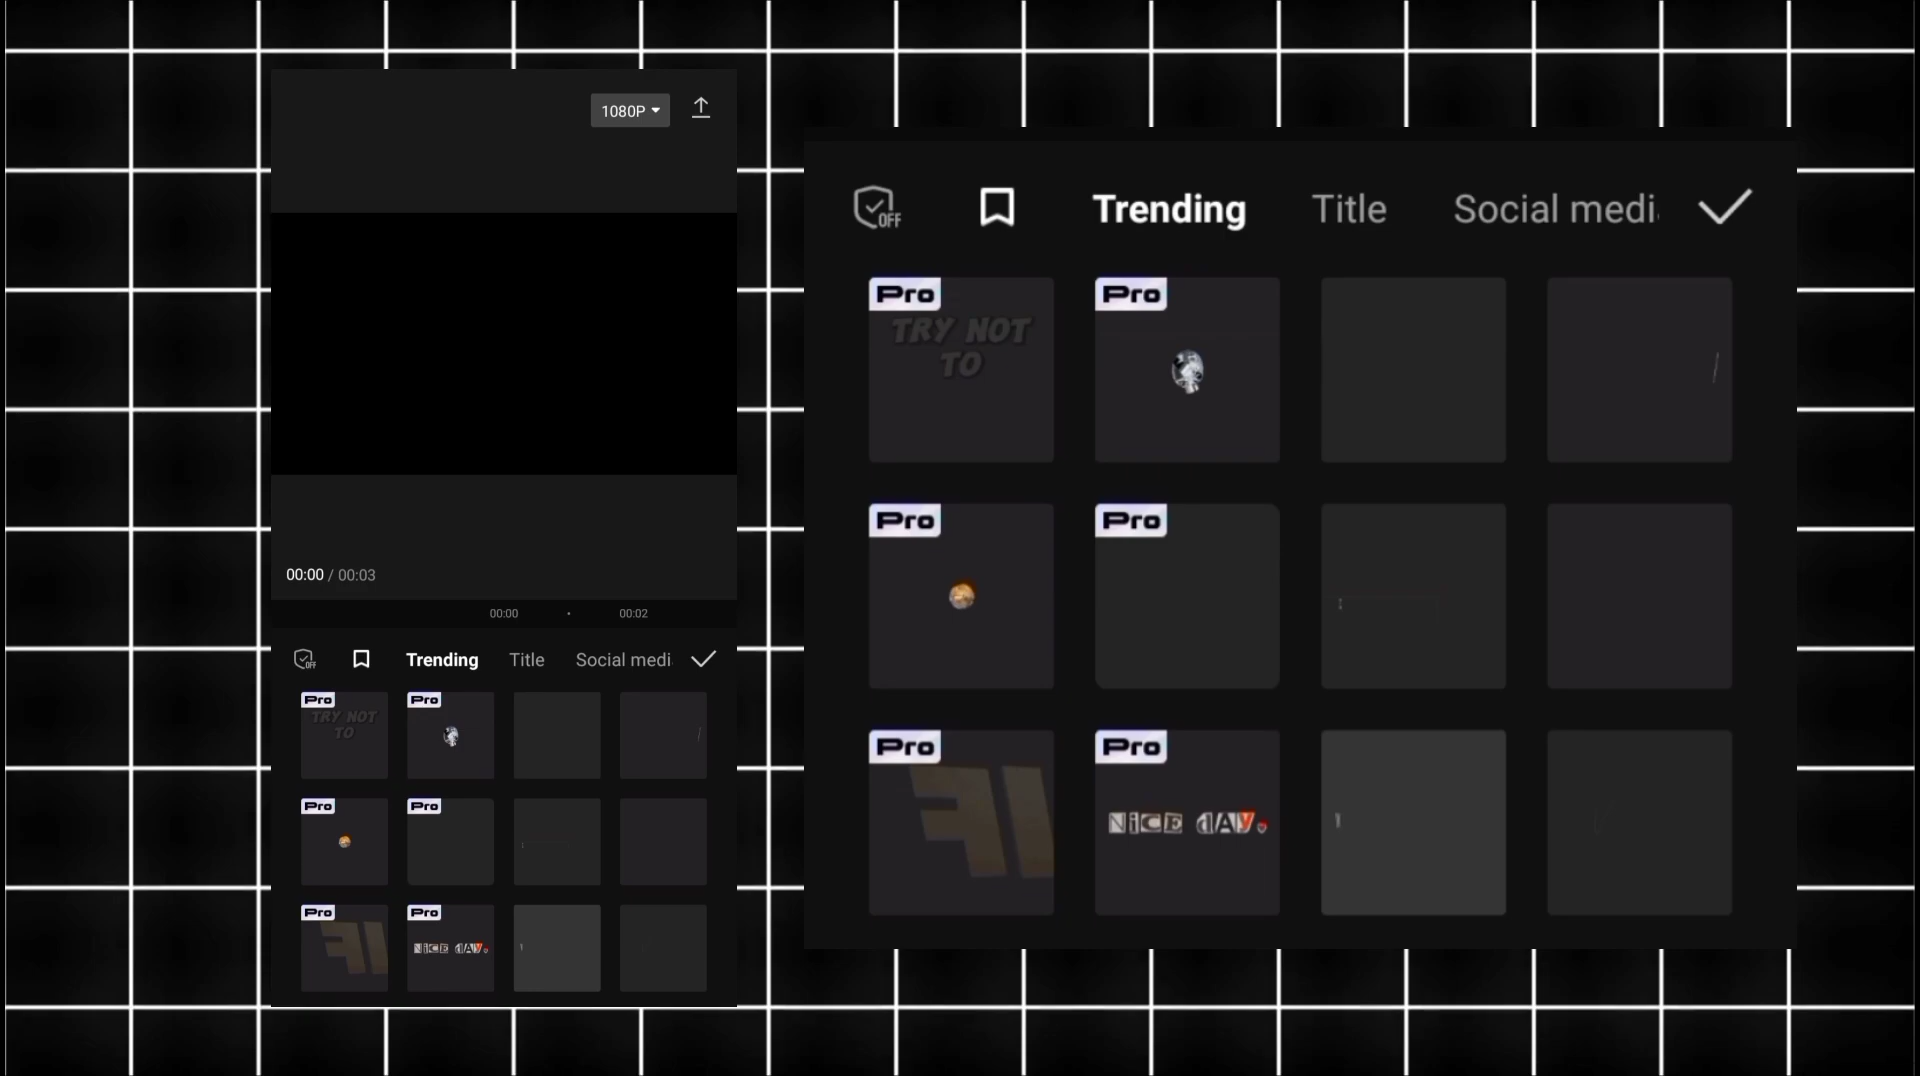 1080P
00:00 / 00:03
00:00 00:02
OFF Trending Title Social medi
Pro Pro
TRY NOT
TO
Pro Pro
Pro Pro
NiCE dAY.
OFF Trending Title Social medi
Pro Pro
TRY NOT
TO
Pro Pro
Pro Pro
NiCE dAY.